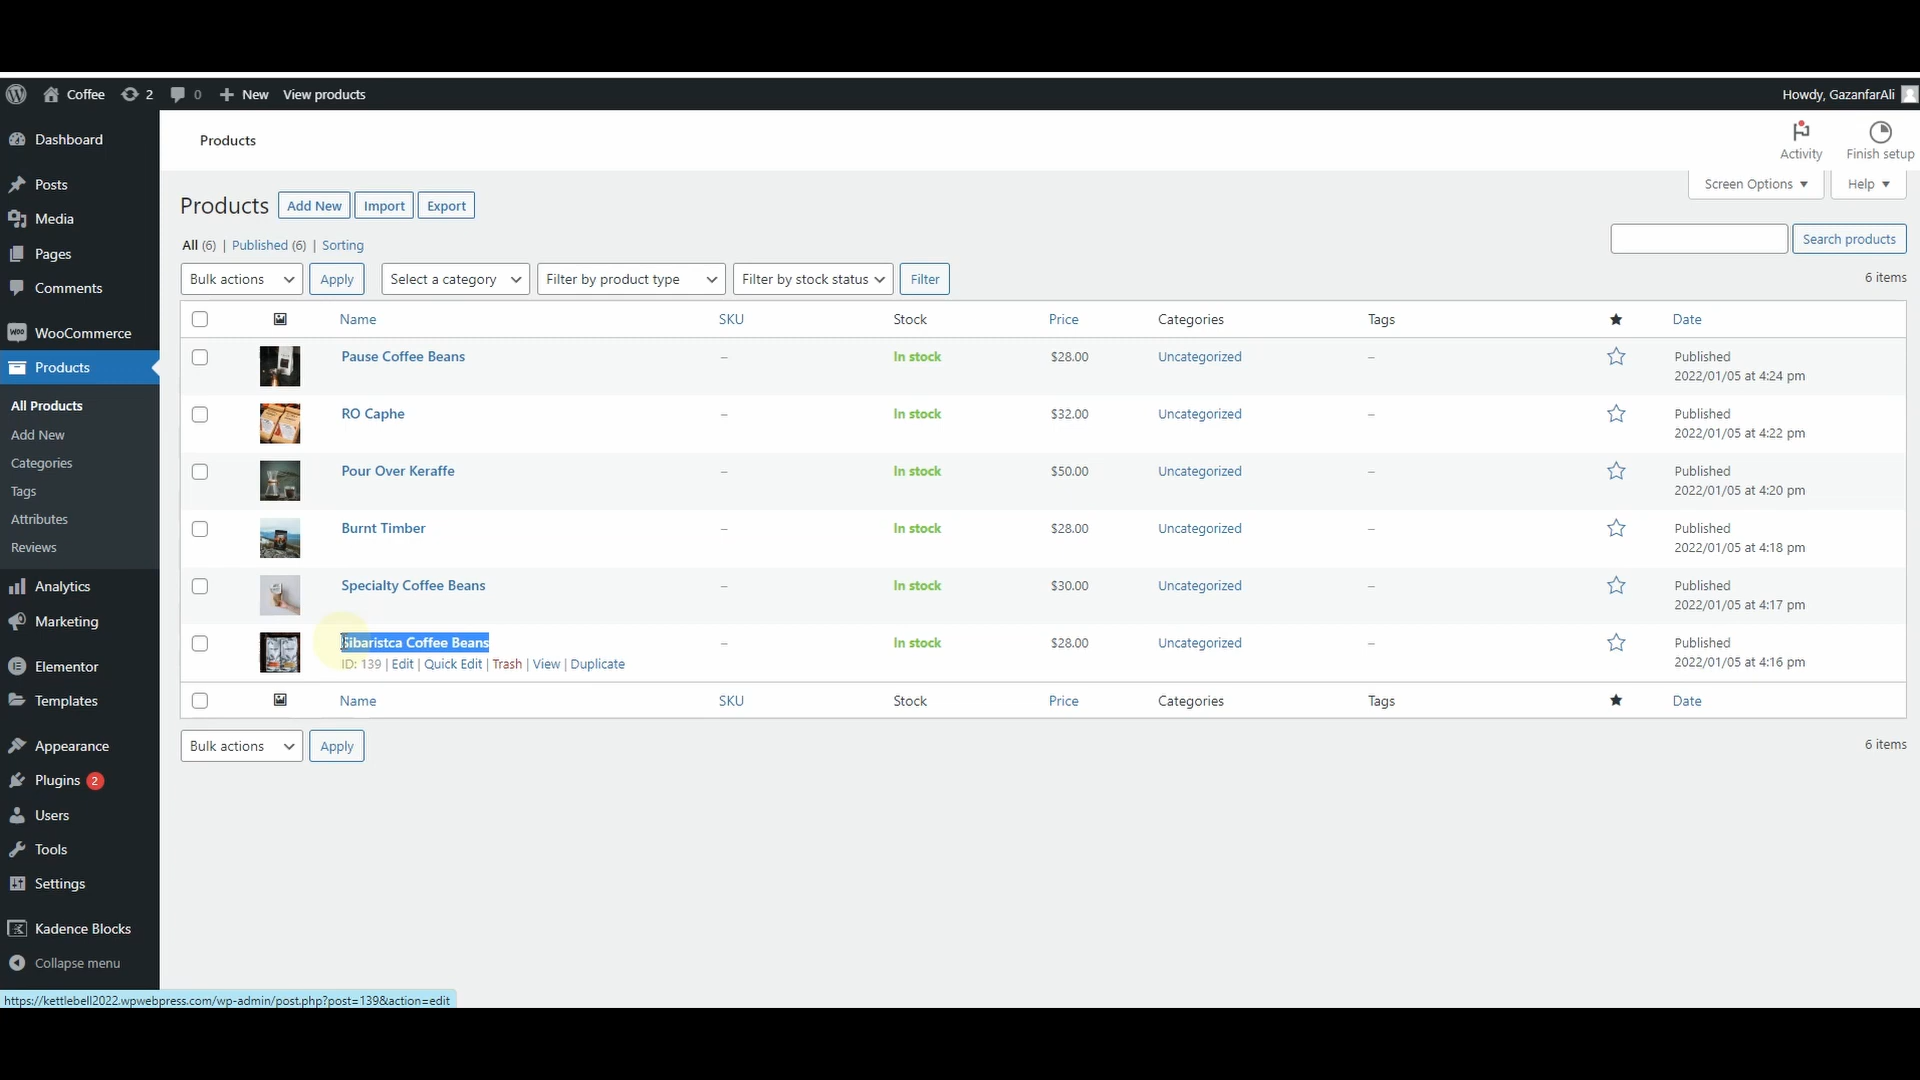 Coffee 2 0 New View products Howdy, GazanfarAli
Dashboard
Posts
Media
Pages
Comments
WooCommerce
Products
All Products
Add New
Categories
Tags
Attributes
Reviews
Analytics
Marketing
Elementor
Templates
Appearance
Plugins 2
Users
Tools
Settings
Kadence Blocks
Collapse menu
Products
Activity Finish setup
Screen Options Help
Products Add New Import Export
All (6) | Published (6) | Sorting
Search products
Bulk actions Apply Select a category Filter by product type Filter by stock status Filter 6 items
Name SKU Stock Price Categories Tags Date
Pause Coffee Beans – In stock $28.00 Uncategorized – Published
2022/01/05 at 4:24 pm
RO Caphe – In stock $32.00 Uncategorized – Published
2022/01/05 at 4:22 pm
Pour Over Keraffe – In stock $50.00 Uncategorized – Published
2022/01/05 at 4:20 pm
Burnt Timber – In stock $28.00 Uncategorized – Published
2022/01/05 at 4:18 pm
Specialty Coffee Beans – In stock $30.00 Uncategorized – Published
2022/01/05 at 4:17 pm
Sibaristca Coffee Beans – In stock $28.00 Uncategorized – Published
ID: 139 | Edit | Quick Edit | Trash | View | Duplicate 2022/01/05 at 4:16 pm
Name SKU Stock Price Categories Tags Date
Bulk actions Apply 6 items
https://kettlebell2022.wpwebpress.com/wp-admin/post.php?post=139&action=edit